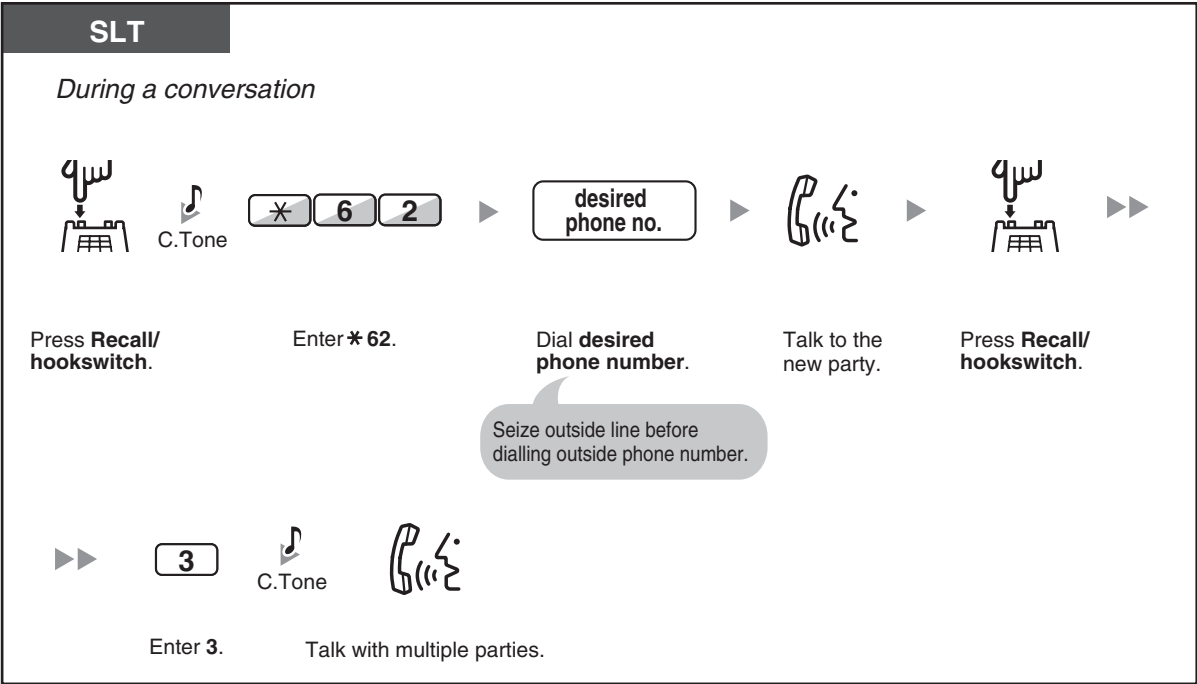 SLT
During a conversation
C.Tone
* 6 2
desired
phone no.
Press Recall/
hookswitch.
Enter * 62.
Dial desired
phone number.
Talk to the
new party.
Press Recall/
hookswitch.
Seize outside line before
dialling outside phone number.
3
C.Tone
Enter 3.
Talk with multiple parties.